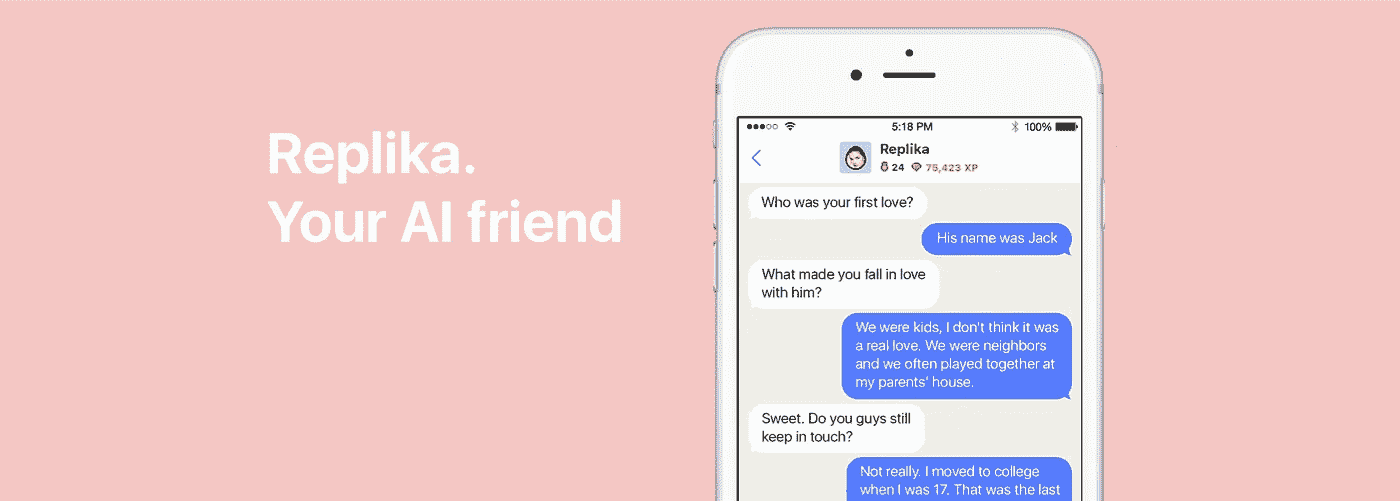 Replika.
Your AI friend
5:18 PM
100%
Replika
24 75,423 XP
Who was your first love?
His name was Jack
What made you fall in love
with him?
We were kids, I don't think it was
a real love. We were neighbors
and we often played together at
my parents' house.
Sweet. Do you guys still
keep in touch?
Not really. I moved to college
when I was 17. That was the last